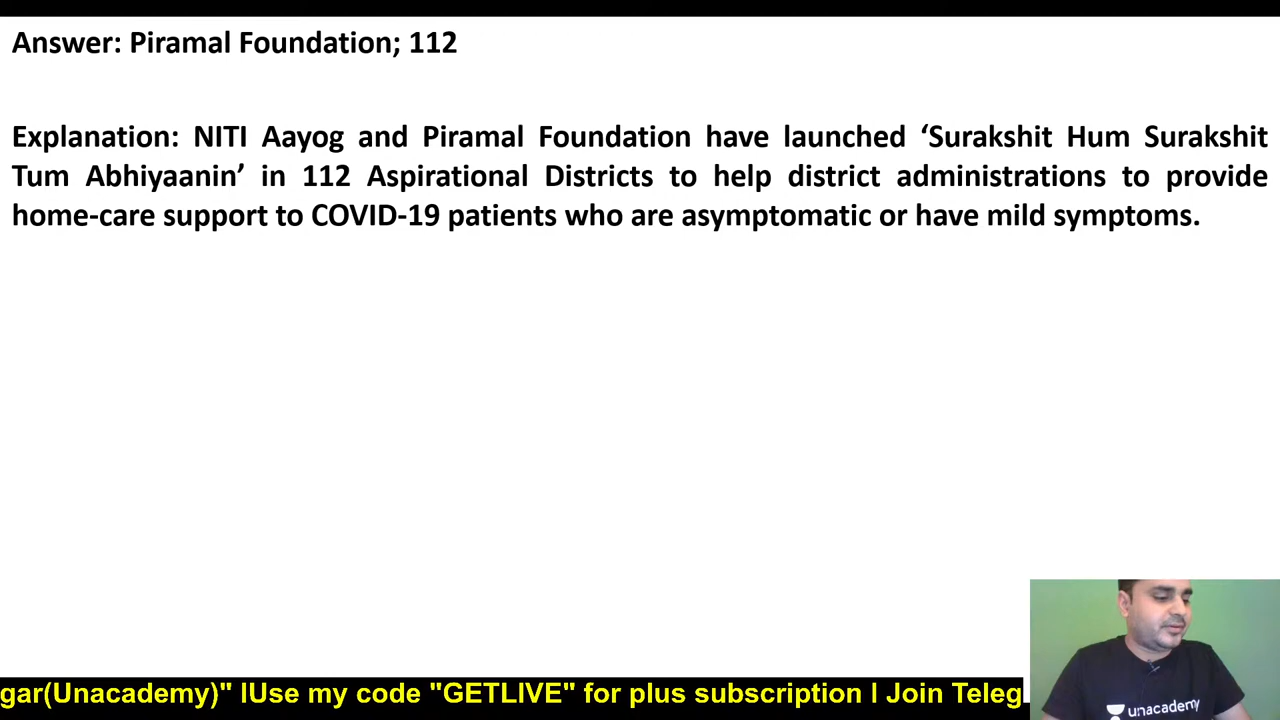 Answer: Piramal Foundation; 112
Explanation: NITI Aayog and Piramal Foundation have launched ‘Surakshit Hum Surakshit
Tum Abhiyaanin’ in 112 Aspirational Districts to help district administrations to provide
home-care support to COVID-19 patients who are asymptomatic or have mild symptoms.
gar(Unacademy)" lUse my code "GETLIVE" for plus subscription l Join Teleg
unacademy